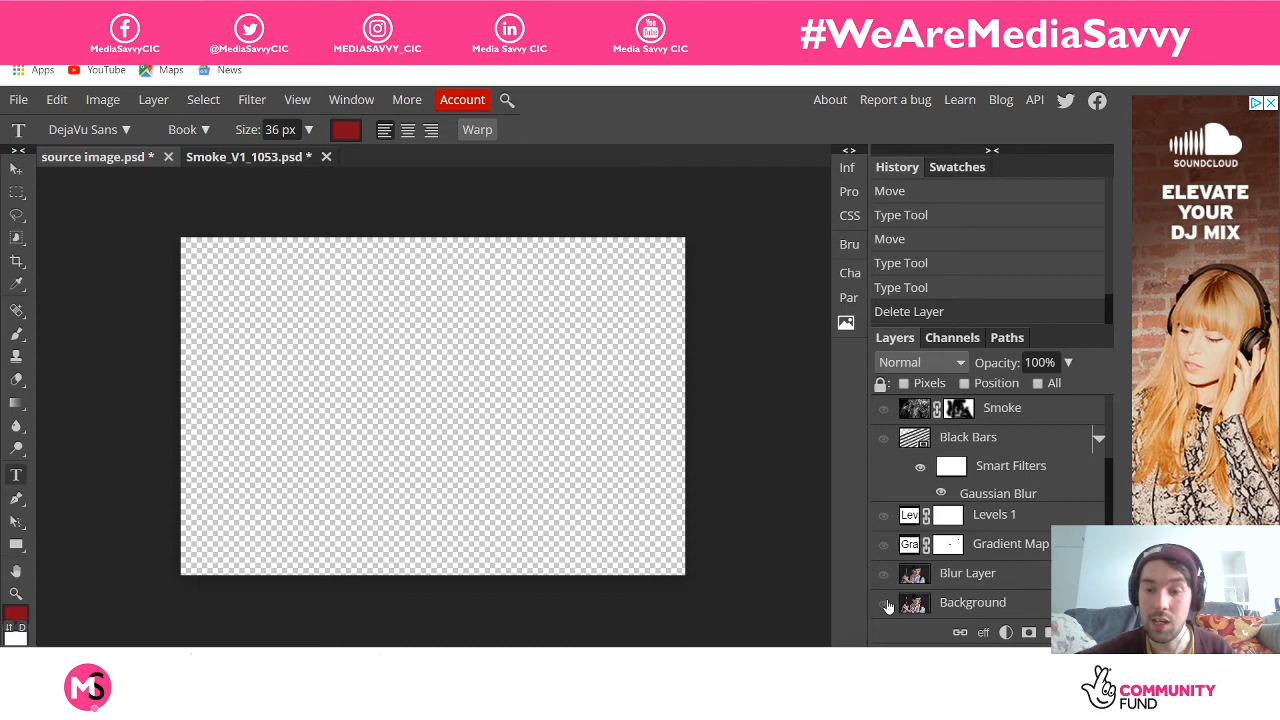 MediaSavvyCIC
@MediaSavvyCIC
MEDIASAVVY_CIC
Media Savvy CIC
You Tube
Media Savvy CIC
#WeAreMediaSavvy
Apps YouTube Maps News
File Edit Image Layer Select Filter View Window More Account
About Report a bug Learn Blog API
T DejaVu Sans Book Size: 36 px Warp
source image.psd * Smoke_V1_1053.psd *
> < < > > <
Inf
Pro
CSS
Bru
Cha
Par
History Swatches
Move
Type Tool
Move
Type Tool
Type Tool
Delete Layer
Layers Channels Paths
Normal Opacity: 100%
Pixels Position All
Smoke
Black Bars
Smart Filters
Gaussian Blur
Lev Levels 1
Gra Gradient Map
Blur Layer
Background
eff
T
D
SOUNDCLOUD
ELEVATE
YOUR
DJ MIX
MS
COMMUNITY
FUND